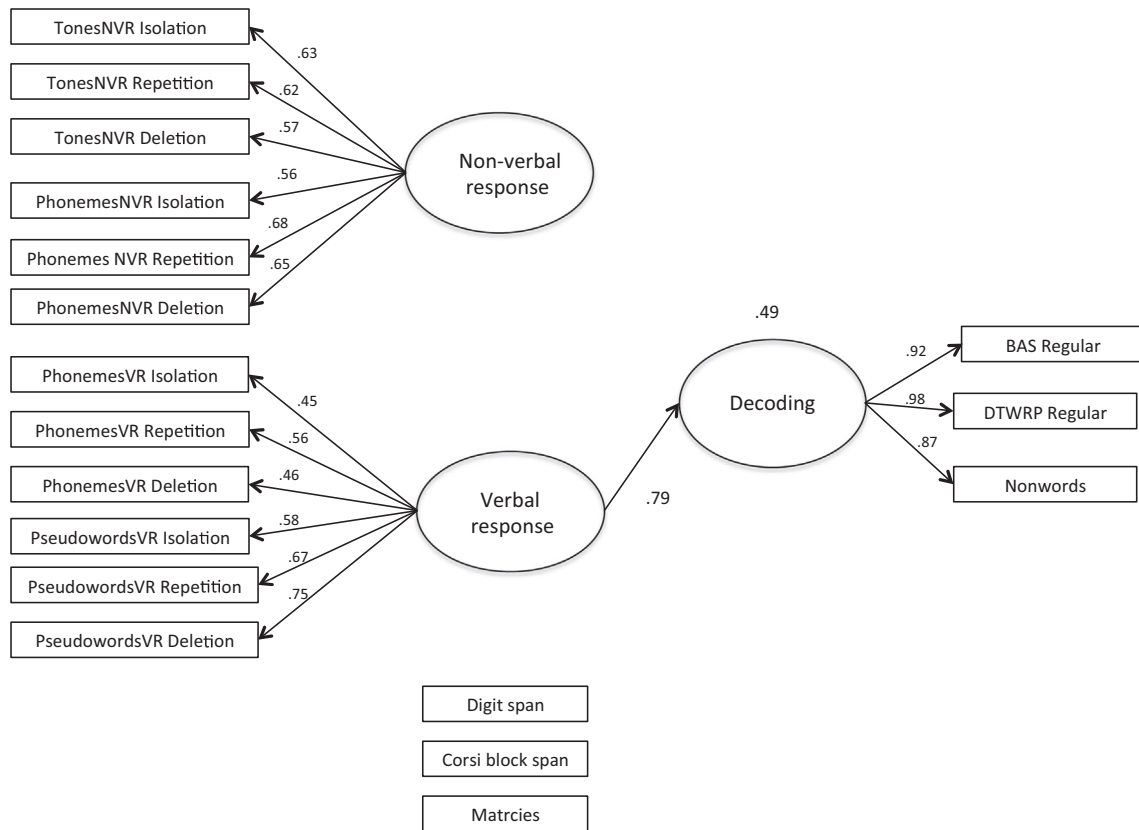 TonesNVR Isolation
TonesNVR Repetition
TonesNVR Deletion
PhonemesNVR Isolation
Phonemes NVR Repetition
PhonemesNVR Deletion
.63
.62
.57
.56
.68
.65
Non-verbal
response
PhonemesVR Isolation
PhonemesVR Repetition
PhonemesVR Deletion
PseudowordsVR Isolation
PseudowordsVR Repetition
PseudowordsVR Deletion
.45
.56
.46
.58
.67
.75
Verbal
response
.79
.49
Decoding
.92
.98
.87
BAS Regular
DTWRP Regular
Nonwords
Digit span
Corsi block span
Matrcies